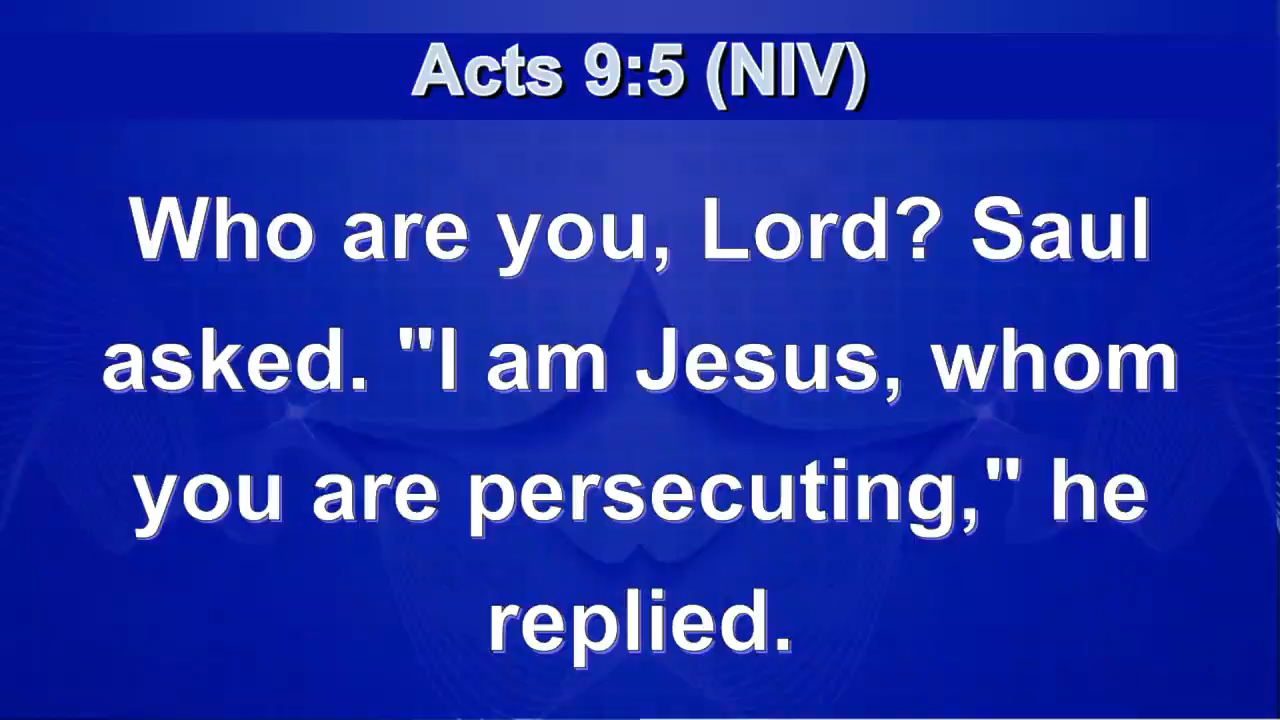 Acts 9:5 (NIV)
Who are you, Lord? Saul
asked. "I am Jesus, whom
you are persecuting," he
replied.